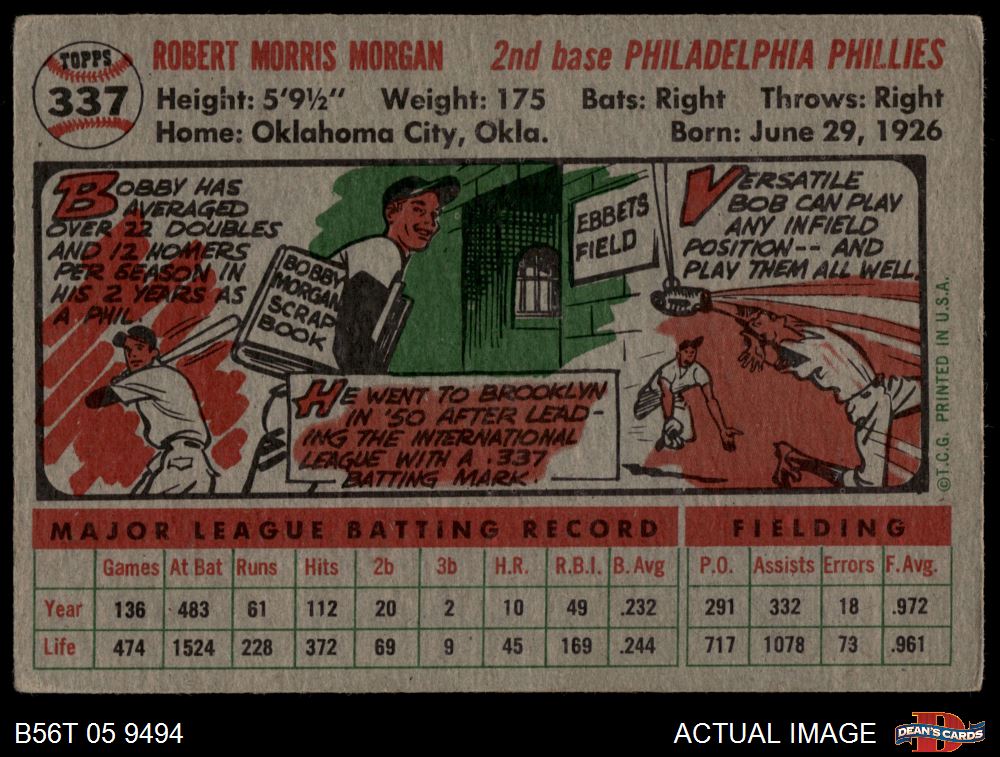 TOPPS
337
ROBERT MORRIS MORGAN 2nd base PHILADELPHIA PHILLIES
Height: 5'9½" Weight: 175 Bats: Right Throws: Right
Home: Oklahoma City, Okla. Born: June 29, 1926
BOBBY HAS
AVERAGED
OVER 22 DOUBLES
AND 12 HOMERS
PER SEASON IN
HIS 2 YEARS AS
A PHIL.
BOBBY
MORGAN
SCRAP
BOOK
EBBETS
FIELD
HE WENT TO BROOKLYN
IN '50 AFTER LEAD-
ING THE INTERNATIONAL
LEAGUE WITH A .337
BATTING MARK.
VERSATILE
BOB CAN PLAY
ANY INFIELD
POSITION-- AND
PLAY THEM ALL WELL.
©T.C.G. PRINTED IN U.S.A.
MAJOR LEAGUE BATTING RECORD FIELDING
Games At Bat Runs Hits 2b 3b H.R. R.B.I. B. Avg P.O. Assists Errors F. Avg.
Year 136 483 61 112 20 2 10 49 .232 291 332 18 .972
Life 474 1524 228 372 69 9 45 169 .244 717 1078 73 .961
B56T 05 9494 ACTUAL IMAGE
D
DEAN'S CARDS